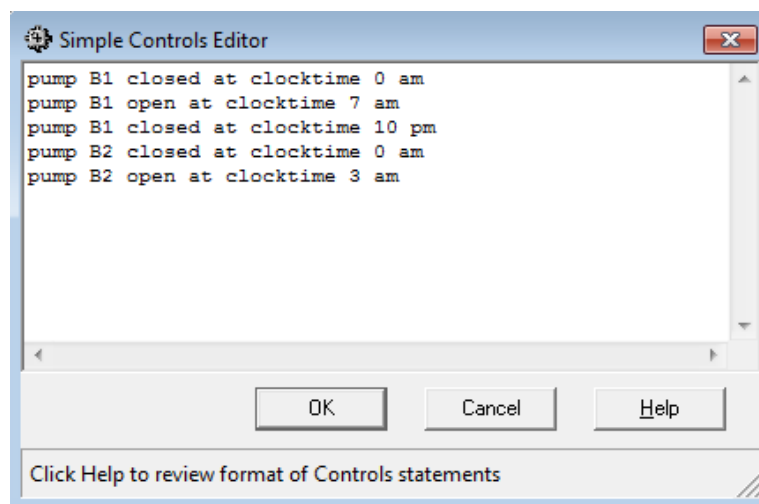 Simple Controls Editor
pump B1 closed at clocktime 0 am
pump B1 open at clocktime 7 am
pump B1 closed at clocktime 10 pm
pump B2 closed at clocktime 0 am
pump B2 open at clocktime 3 am
OK Cancel Help
Click Help to review format of Controls statements